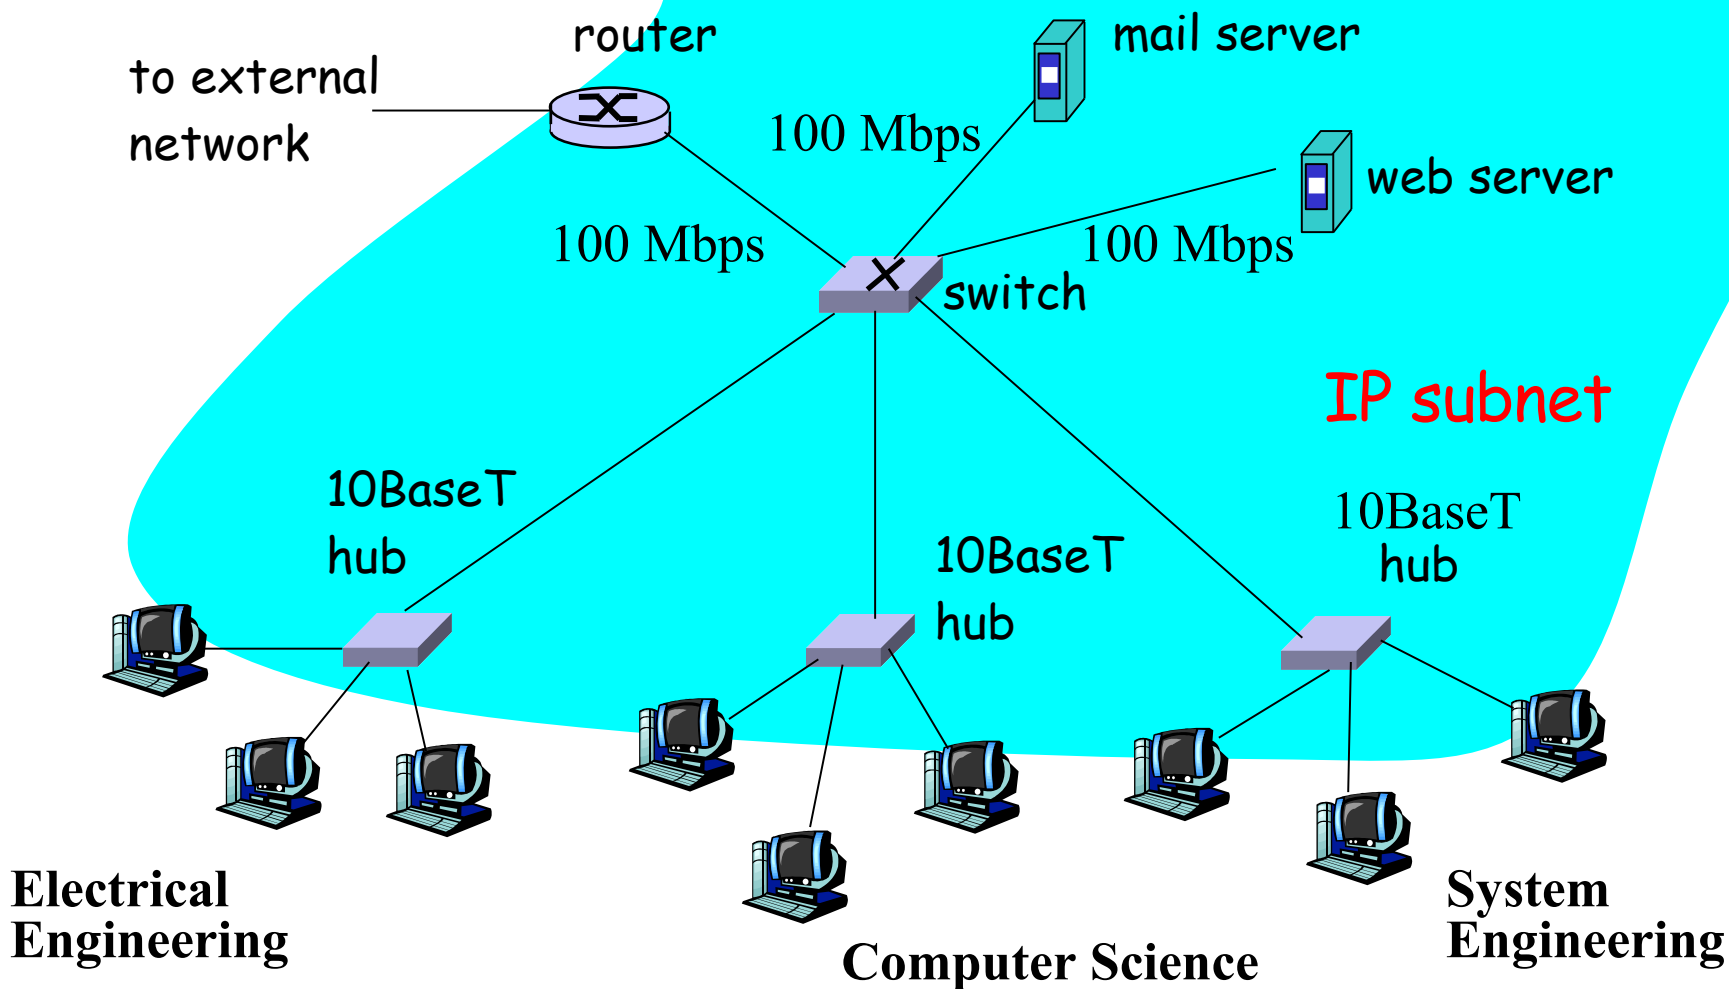 router
mail server
to external
network
100 Mbps
web server
100 Mbps
100 Mbps
switch
IP subnet
10BaseT
hub
10BaseT
hub
10BaseT
hub
Electrical
Engineering
Computer Science
System
Engineering